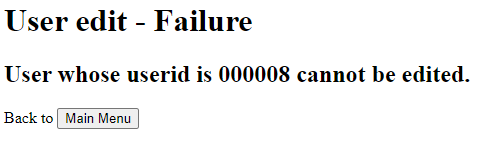 User edit - Failure
User whose userid is 000008 cannot be edited.
Back to Main Menu